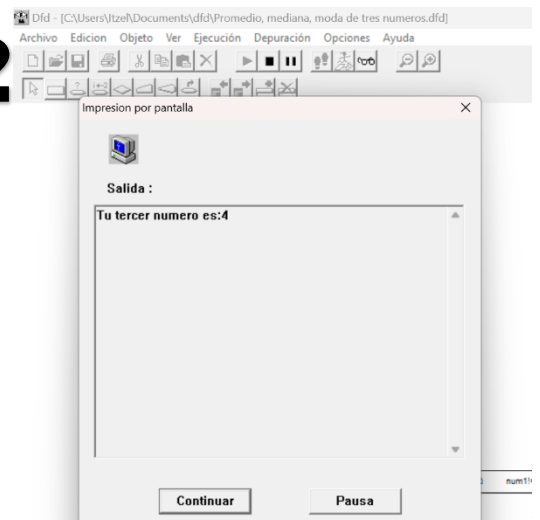 Dfd - [C:\Users\Itzel\Documents\dfd\Promedio, mediana, moda de tres numeros.dfd]
Archivo Edicion Objeto Ver Ejecución Depuración Opciones Ayuda
Impresion por pantalla
Salida :
Tu tercer numero es:4
Continuar Pausa